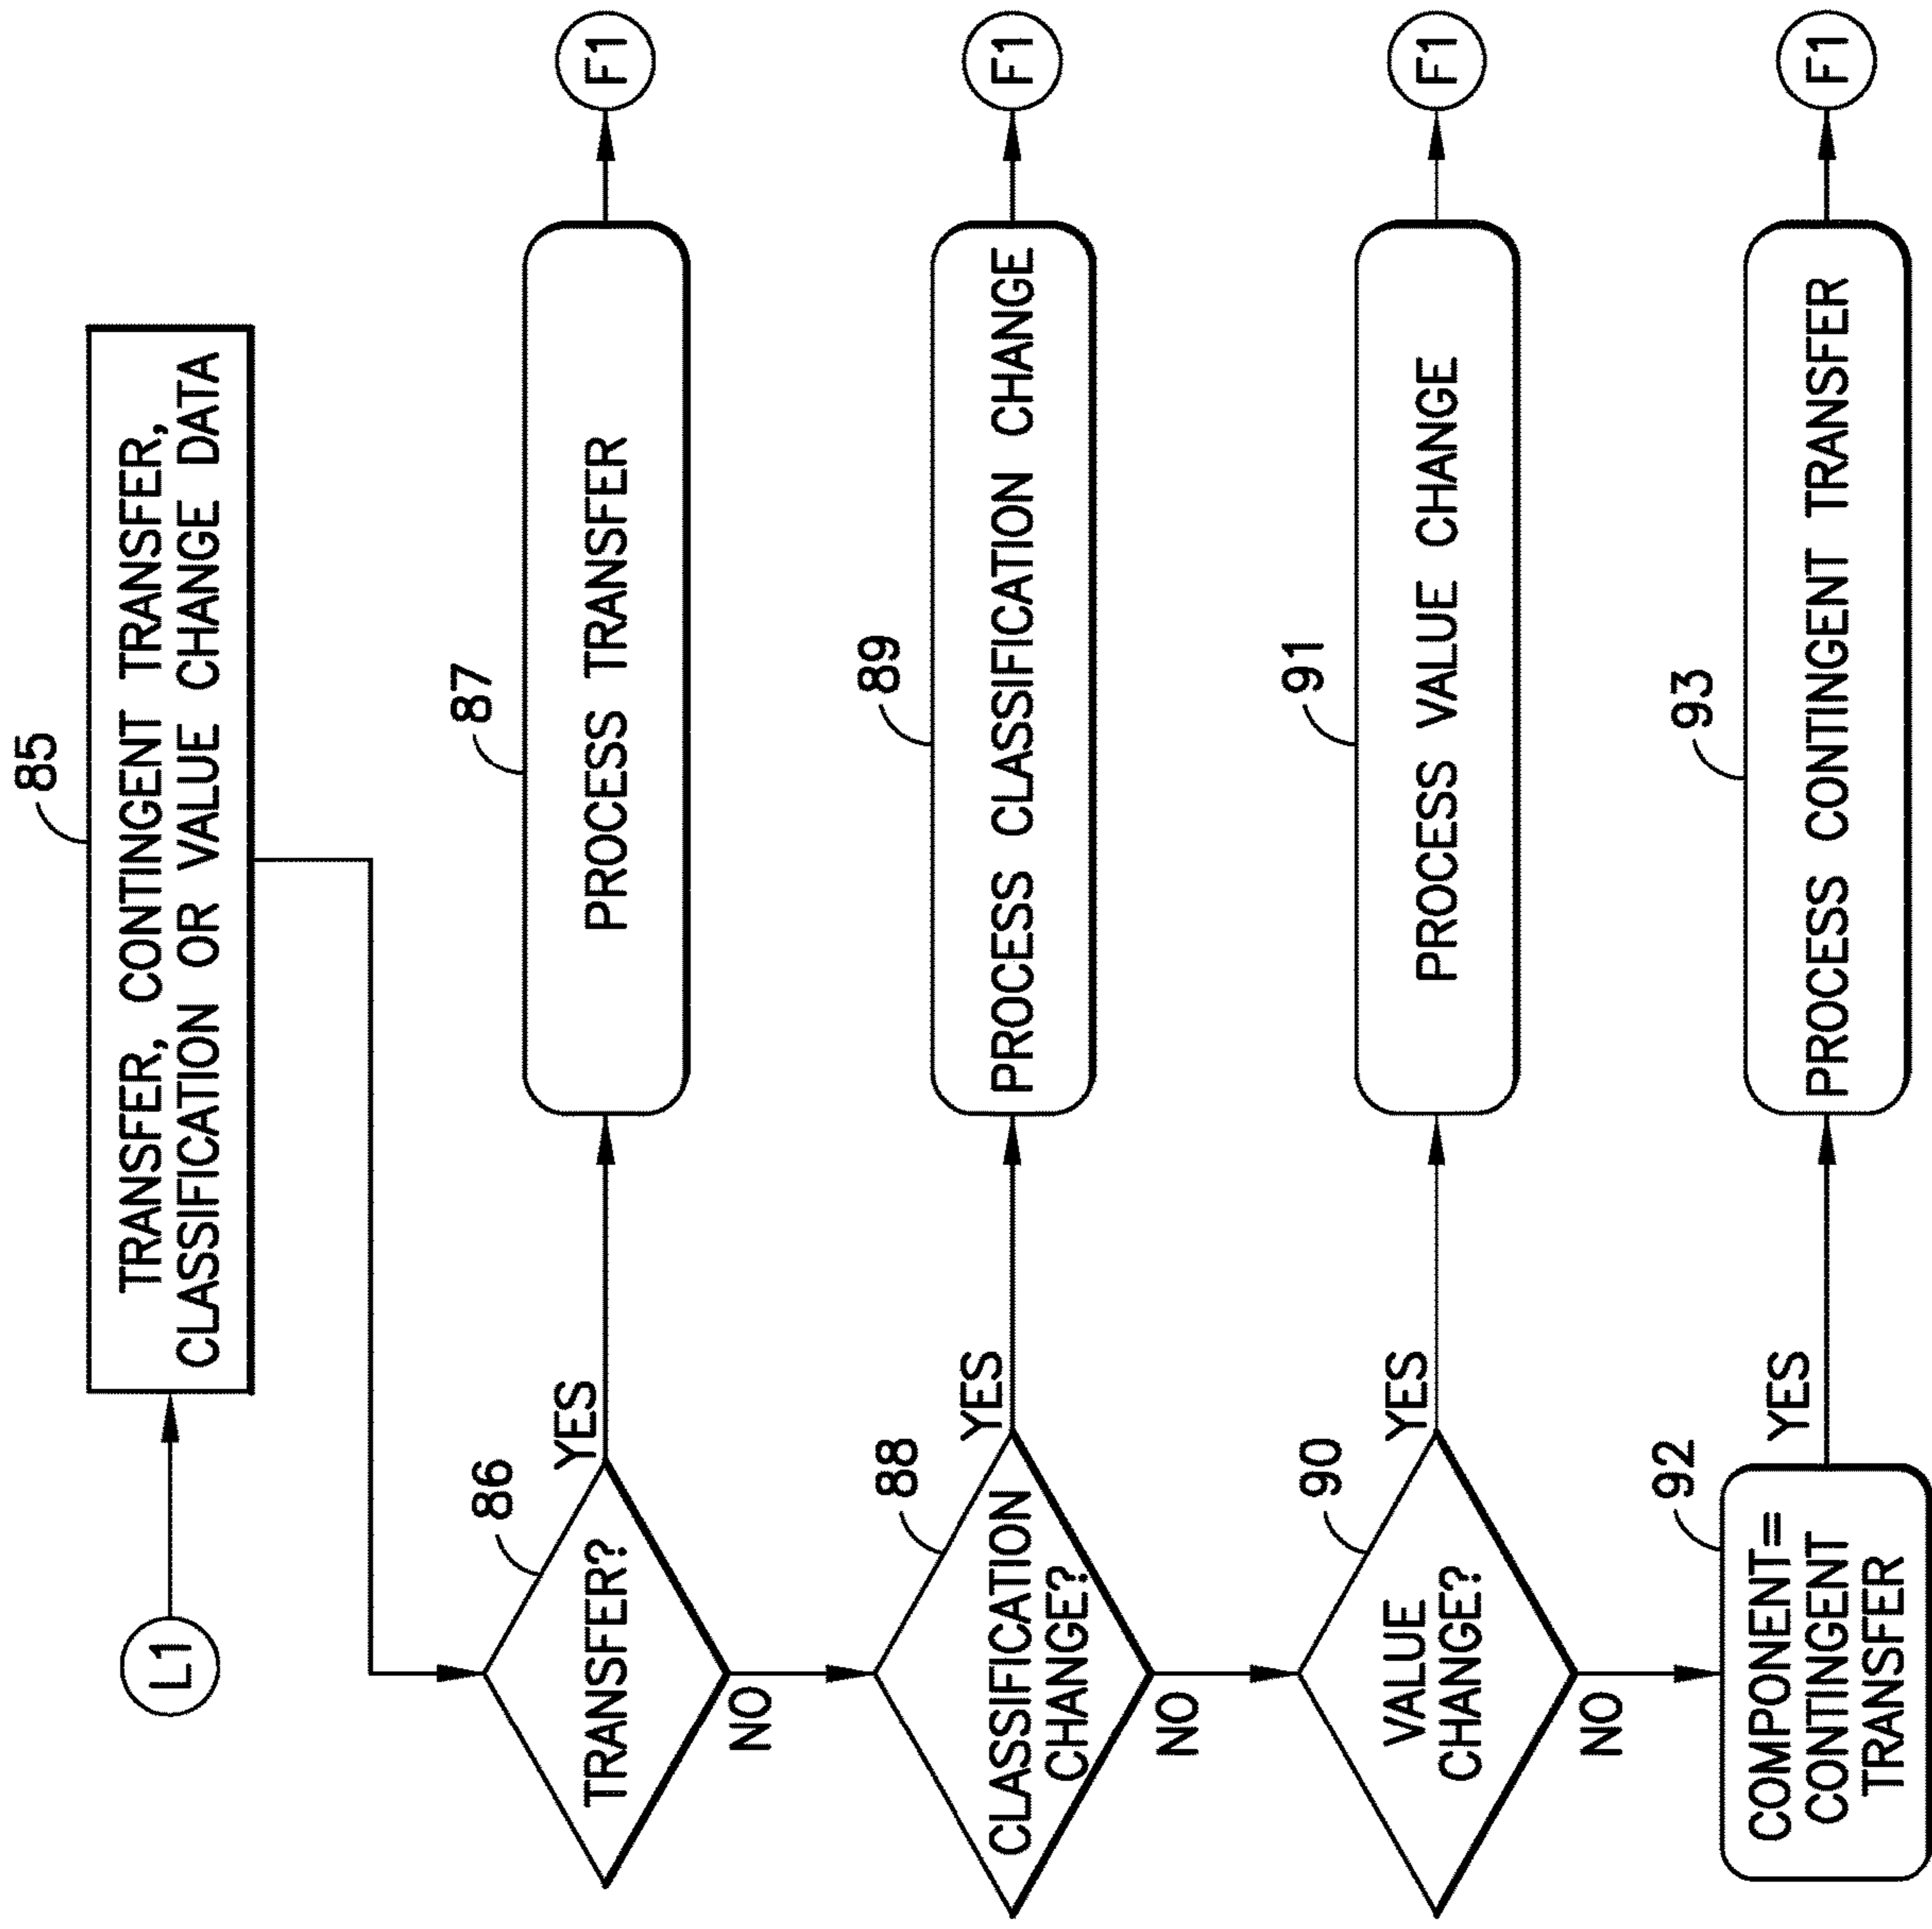 L1
85
TRANSFER, CONTINGENT TRANSFER,
CLASSIFICATION OR VALUE CHANGE DATA
86
TRANSFER?
YES
NO
87
PROCESS TRANSFER
F1
88
CLASSIFICATION
CHANGE?
YES
NO
89
PROCESS CLASSIFICATION CHANGE
F1
90
VALUE
CHANGE?
YES
NO
91
PROCESS VALUE CHANGE
F1
92
COMPONENT=
CONTINGENT
TRANSFER
YES
93
PROCESS CONTINGENT TRANSFER
F1